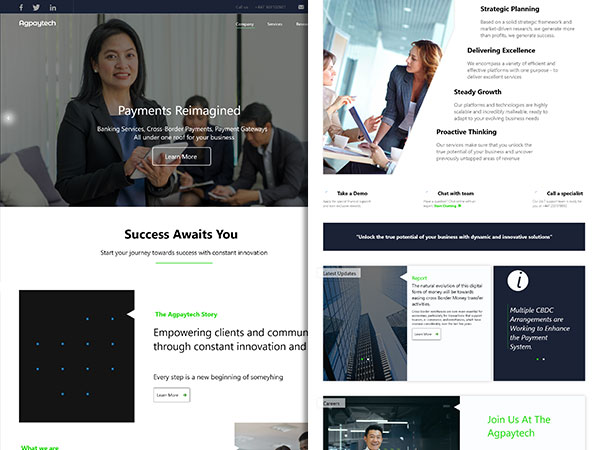 Call us
Agpaytech
Company
Services
Payments Reimagined
Banking Services, Cross-Border Payments, Payment Gateways
All under one roof for your business
Learn More
Success Awaits You
Start your journey towards success with constant innovation
The Agpaytech Story
Empowering clients and
through constant innovation and
Every step is a new beginning of someyhing
Learn More
What we are
Strategic Planning
Based on a solid strategic framework and
market-driven research, we generate more
than profits, we generate success.
Delivering Excellence
We encompass a variety of efficient and
effective platforms with one purpose - to
deliver excellent services
Steady Growth
Our platforms and technologies are highly
scalable and incredibly malleable, ready to
adapt to your evolving business needs
Proactive Thinking
Our services make sure that you unlock the
true potential of your business and uncover
previously untapped areas of revenue
Take a Demo
Chat with team
Call a specialist
"Unlock the true potential of your business with dynamic and innovative solutions"
Latest Updates
Report
The natural evolution of this digital
form of money will be towards
easing cross Border Money transfer
activities.
Learn More
i
Multiple CBDC
Arrangements are
Working to Enhance
the Payment
System.
Careers
Join Us At The
Agpaytech